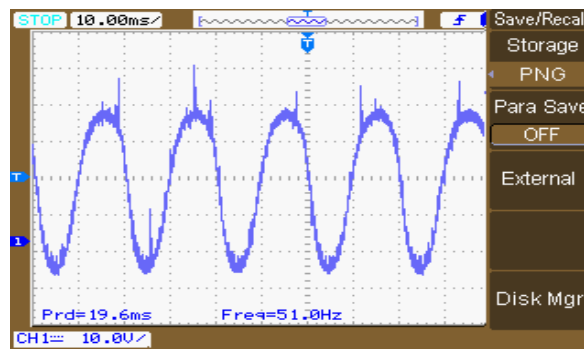 STOP 10.00ms/ T f Save/Recal
T
Storage
PNG
Para Save
OFF
T
External
1
Disk Mgr
Prd=19.6ms Freq=51.0Hz
CH1 10.0V/